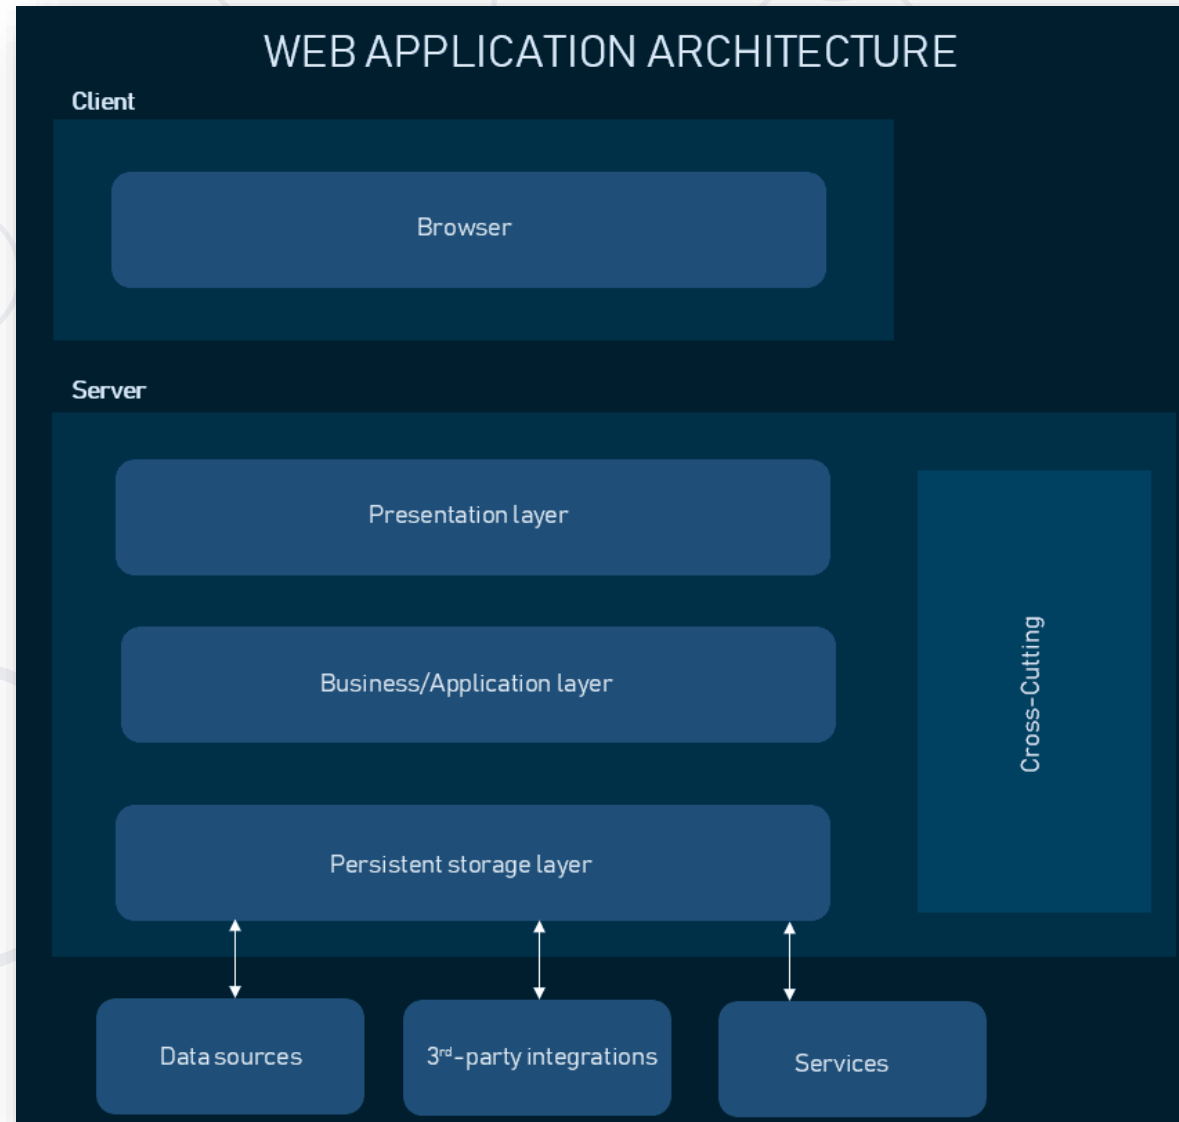 WEB APPLICATION ARCHITECTURE
Client
Browser
Server
Presentation layer
Business/Application layer
Cross-Cutting
Persistent storage layer
Data sources
3rd-party integrations
Services